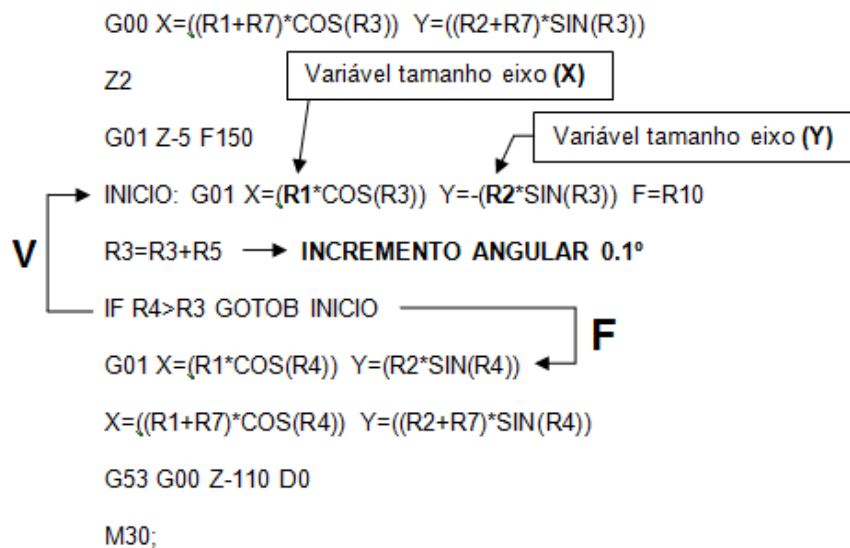 G00 X=((R1+R7)*COS(R3)) Y=((R2+R7)*SIN(R3))
Z2
Variável tamanho eixo (X)
G01 Z-5 F150
Variável tamanho eixo (Y)
INICIO: G01 X=(R1*COS(R3)) Y=-(R2*SIN(R3)) F=R10
V
R3=R3+R5
INCREMENTO ANGULAR 0.1º
IF R4>R3 GOTOB INICIO
F
G01 X=(R1*COS(R4)) Y=(R2*SIN(R4))
X=((R1+R7)*COS(R4)) Y=((R2+R7)*SIN(R4))
G53 G00 Z-110 D0
M30;